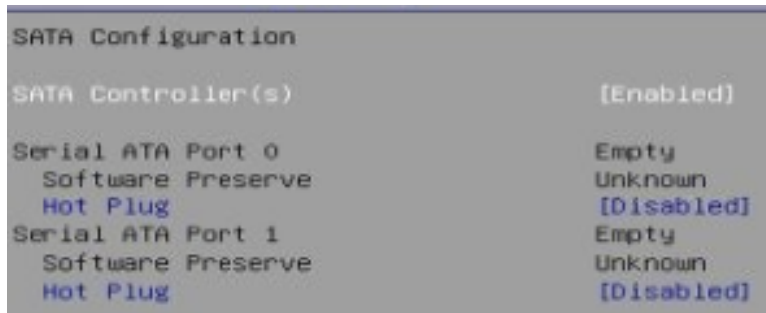 SATA Configuration
SATA Controller(s) [Enabled]
Serial ATA Port 0 Empty
Software Preserve Unknown
Hot Plug [Disabled]
Serial ATA Port 1 Empty
Software Preserve Unknown
Hot Plug [Disabled]